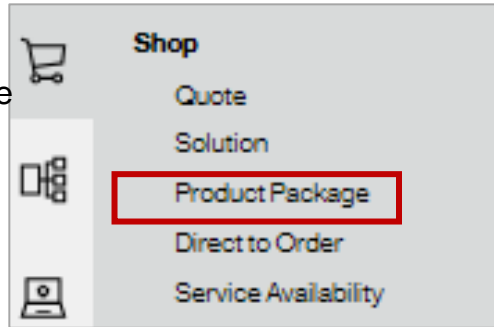 Shop
e
Quote
Solution
Product Package
Direct to Order
Service Availability